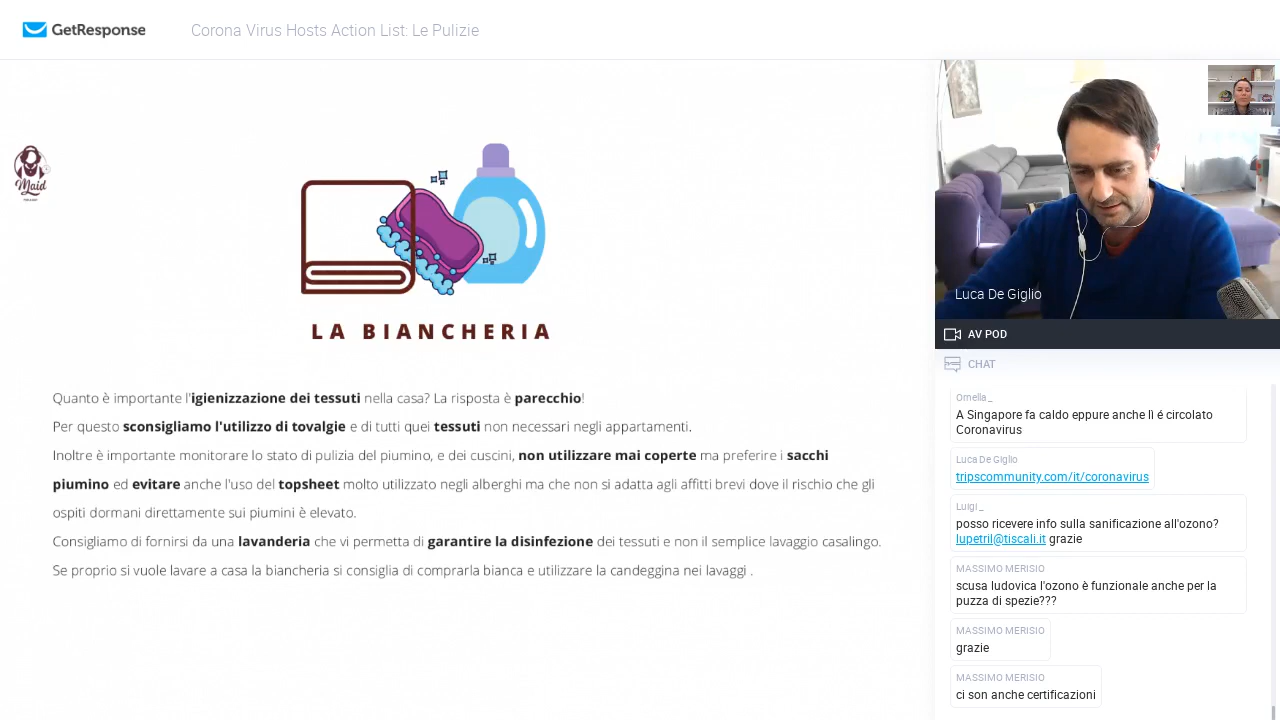 GetResponse
Corona Virus Hosts Action List: Le Pulizie
Maid
LA BIANCHERIA
Quanto è importante l'igienizzazione dei tessuti nella casa? La risposta è parecchio!
Per questo sconsigliamo l'utilizzo di tovalgie e di tutti quei tessuti non necessari negli appartamenti.
Inoltre è importante monitorare lo stato di pulizia del piumino, e dei cuscini, non utilizzare mai coperte ma preferire i sacchi
piumino ed evitare anche l'uso del topsheet molto utilizzato negli alberghi ma che non si adatta agli affitti brevi dove il rischio che gli
ospiti dormani direttamente sui piumini è elevato.
Consigliamo di fornirsi da una lavanderia che vi permetta di garantire la disinfezione dei tessuti e non il semplice lavaggio casalingo.
Se proprio si vuole lavare a casa la biancheria si consiglia di comprarla bianca e utilizzare la candeggina nei lavaggi .
Luca De Giglio
AV POD
CHAT
Ornella _
A Singapore fa caldo eppure anche lì é circolato
Coronavirus
Luca De Giglio
tripscommunity.com/it/coronavirus
Luigi _
posso ricevere info sulla sanificazione all'ozono?
lupetril@tiscali.it grazie
MASSIMO MERISIO
scusa ludovica l'ozono è funzionale anche per la
puzza di spezie???
MASSIMO MERISIO
grazie
MASSIMO MERISIO
ci son anche certificazioni